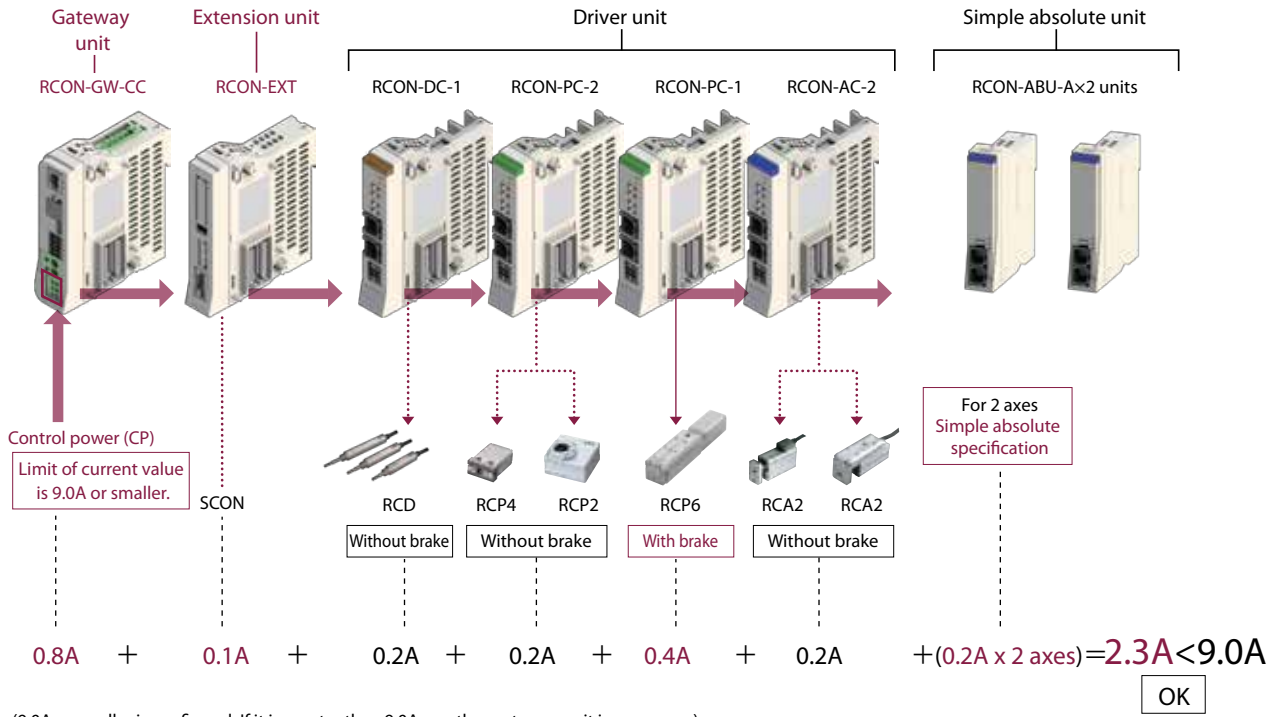 Gateway unit
Extension unit
Driver unit
Simple absolute unit
RCON-GW-CC
RCON-EXT
RCON-DC-1
RCON-PC-2
RCON-PC-1
RCON-AC-2
RCON-ABU-A×2 units
Control power (CP)
Limit of current value
is 9.0A or smaller.
SCON
RCD
RCP4
RCP2
RCP6
RCA2
RCA2
Without brake
Without brake
With brake
Without brake
For 2 axes
Simple absolute
specification
0.8A + 0.1A + 0.2A + 0.2A + 0.4A + 0.2A +(0.2A x 2 axes)=2.3A<9.0A
OK